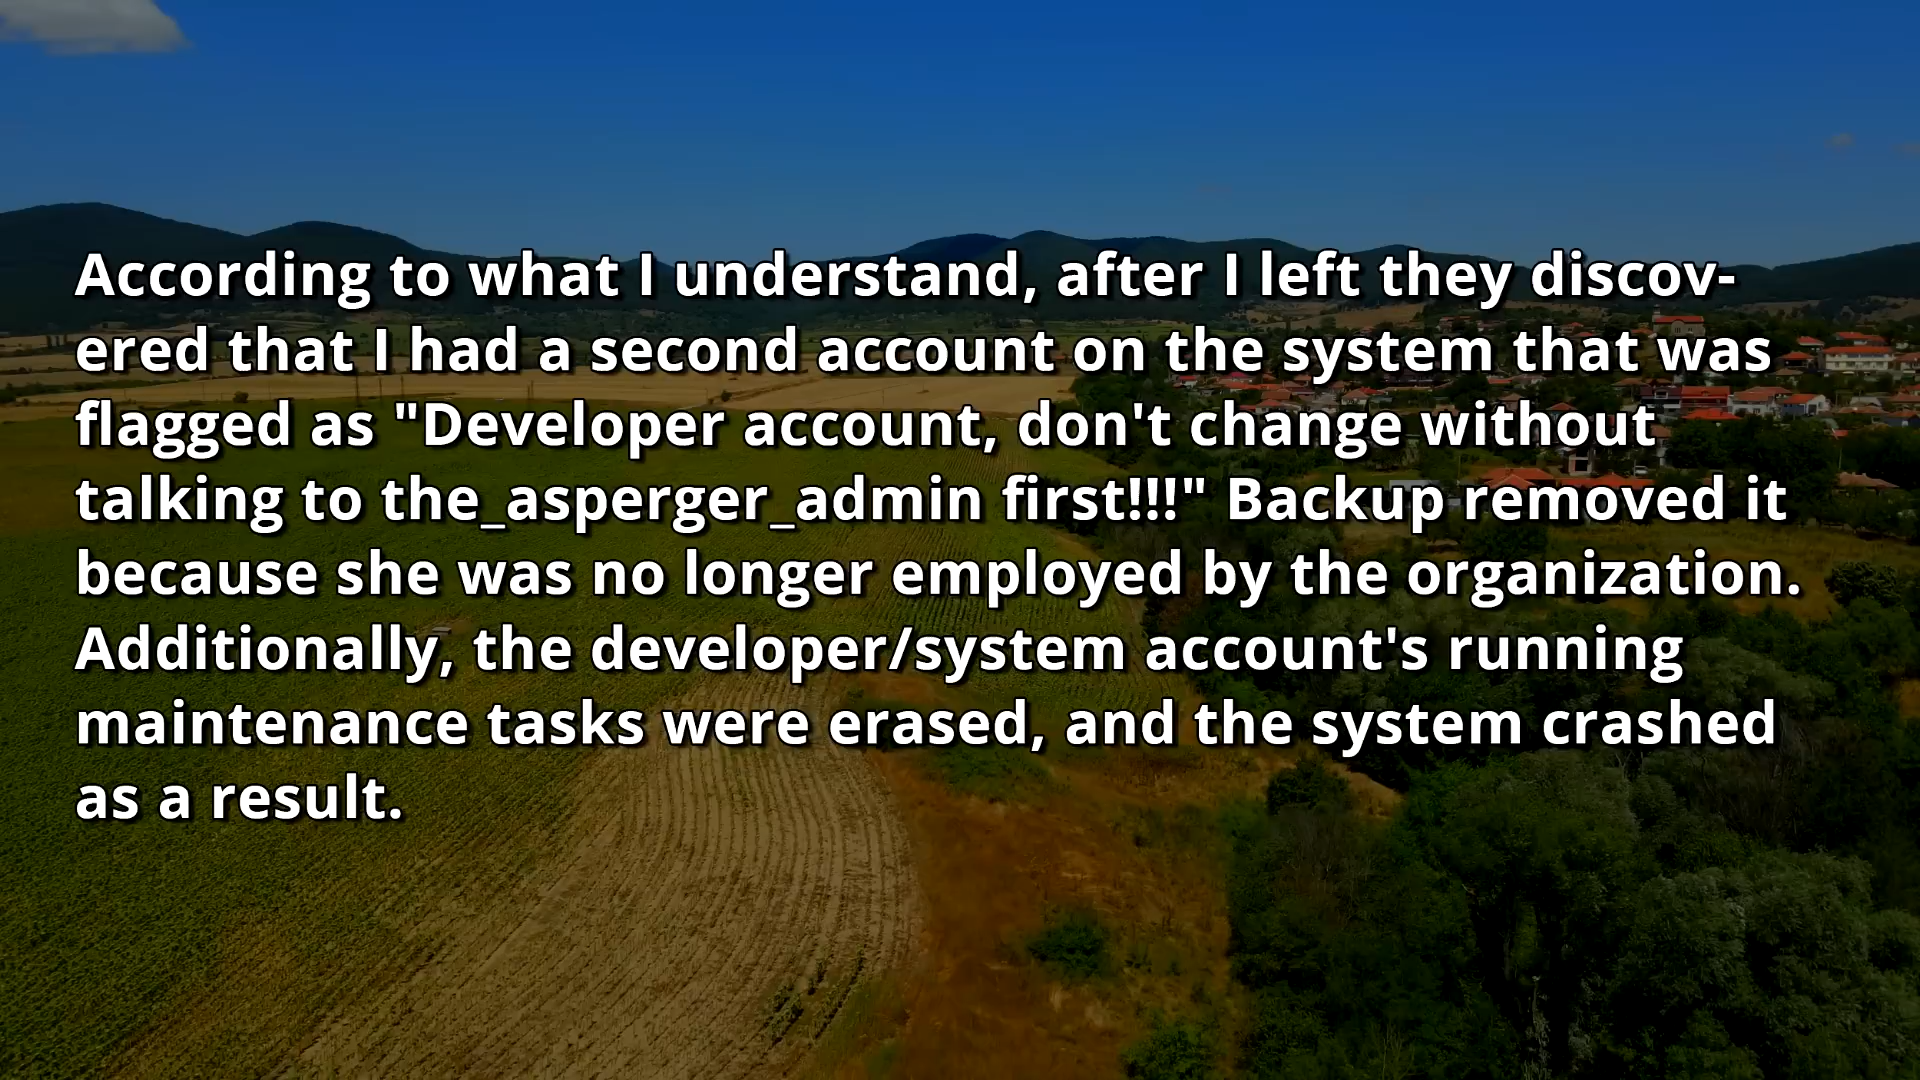 According to what I understand, after I left they discov-
ered that I had a second account on the system that was
flagged as "Developer account, don't change without
talking to the_asperger_admin first!!!" Backup removed it
because she was no longer employed by the organization.
Additionally, the developer/system account's running
maintenance tasks were erased, and the system crashed
as a result.